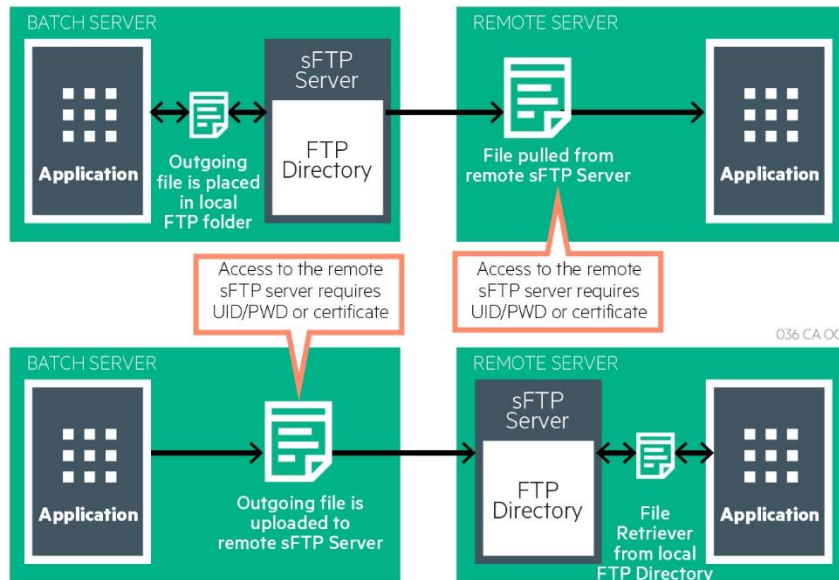 BATCH SERVER
Application
Outgoing
file is placed
in local
FTP folder
sFTP
Server
FTP
Directory
REMOTE SERVER
File pulled from
remote sFTP Server
Application
Access to the remote
sFTP server requires
UID/PWD or certificate
Access to the remote
sFTP server requires
UID/PWD or certificate
036 CA OC
BATCH SERVER
Application
Outgoing file is
uploaded to
remote sFTP Server
REMOTE SERVER
sFTP
Server
FTP
Directory
File
Retriever
from local
FTP Directory
Application